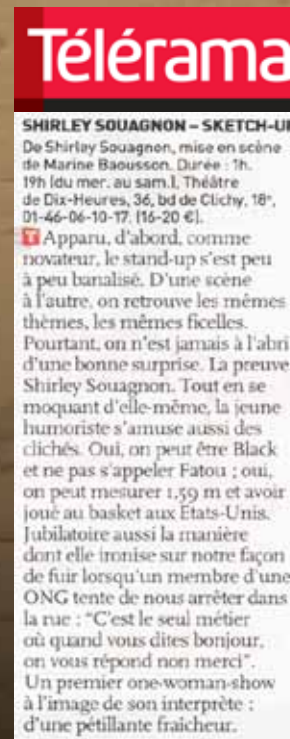 Télérama
SHIRLEY SOUAGNON – SKETCH-UP
De Shirley Souagnon, mise en scène
de Marine Baousson. Durée : 1h.
19h (du mer. au sam.), Théâtre
de Dix-Heures, 36, bd de Clichy, 18e,
01-46-06-10-17. (16-20 €).
T Apparu, d'abord, comme
novateur, le stand-up s'est peu
à peu banalisé. D'une scène
à l'autre, on retrouve les mêmes
thèmes, les mêmes ficelles.
Pourtant, on n'est jamais à l'abri
d'une bonne surprise. La preuve
Shirley Souagnon. Tout en se
moquant d'elle-même, la jeune
humoriste s'amuse aussi des
clichés. Oui, on peut être Black
et ne pas s'appeler Fatou ; oui,
on peut mesurer 1,59 m et avoir
joué au basket aux Etats-Unis.
Jubilatoire aussi la manière
dont elle ironise sur notre façon
de fuir lorsqu'un membre d'une
ONG tente de nous arrêter dans
la rue : "C'est le seul métier
où quand vous dites bonjour,
on vous répond non merci".
Un premier one-woman-show
à l'image de son interprète :
d'une pétillante fraîcheur.